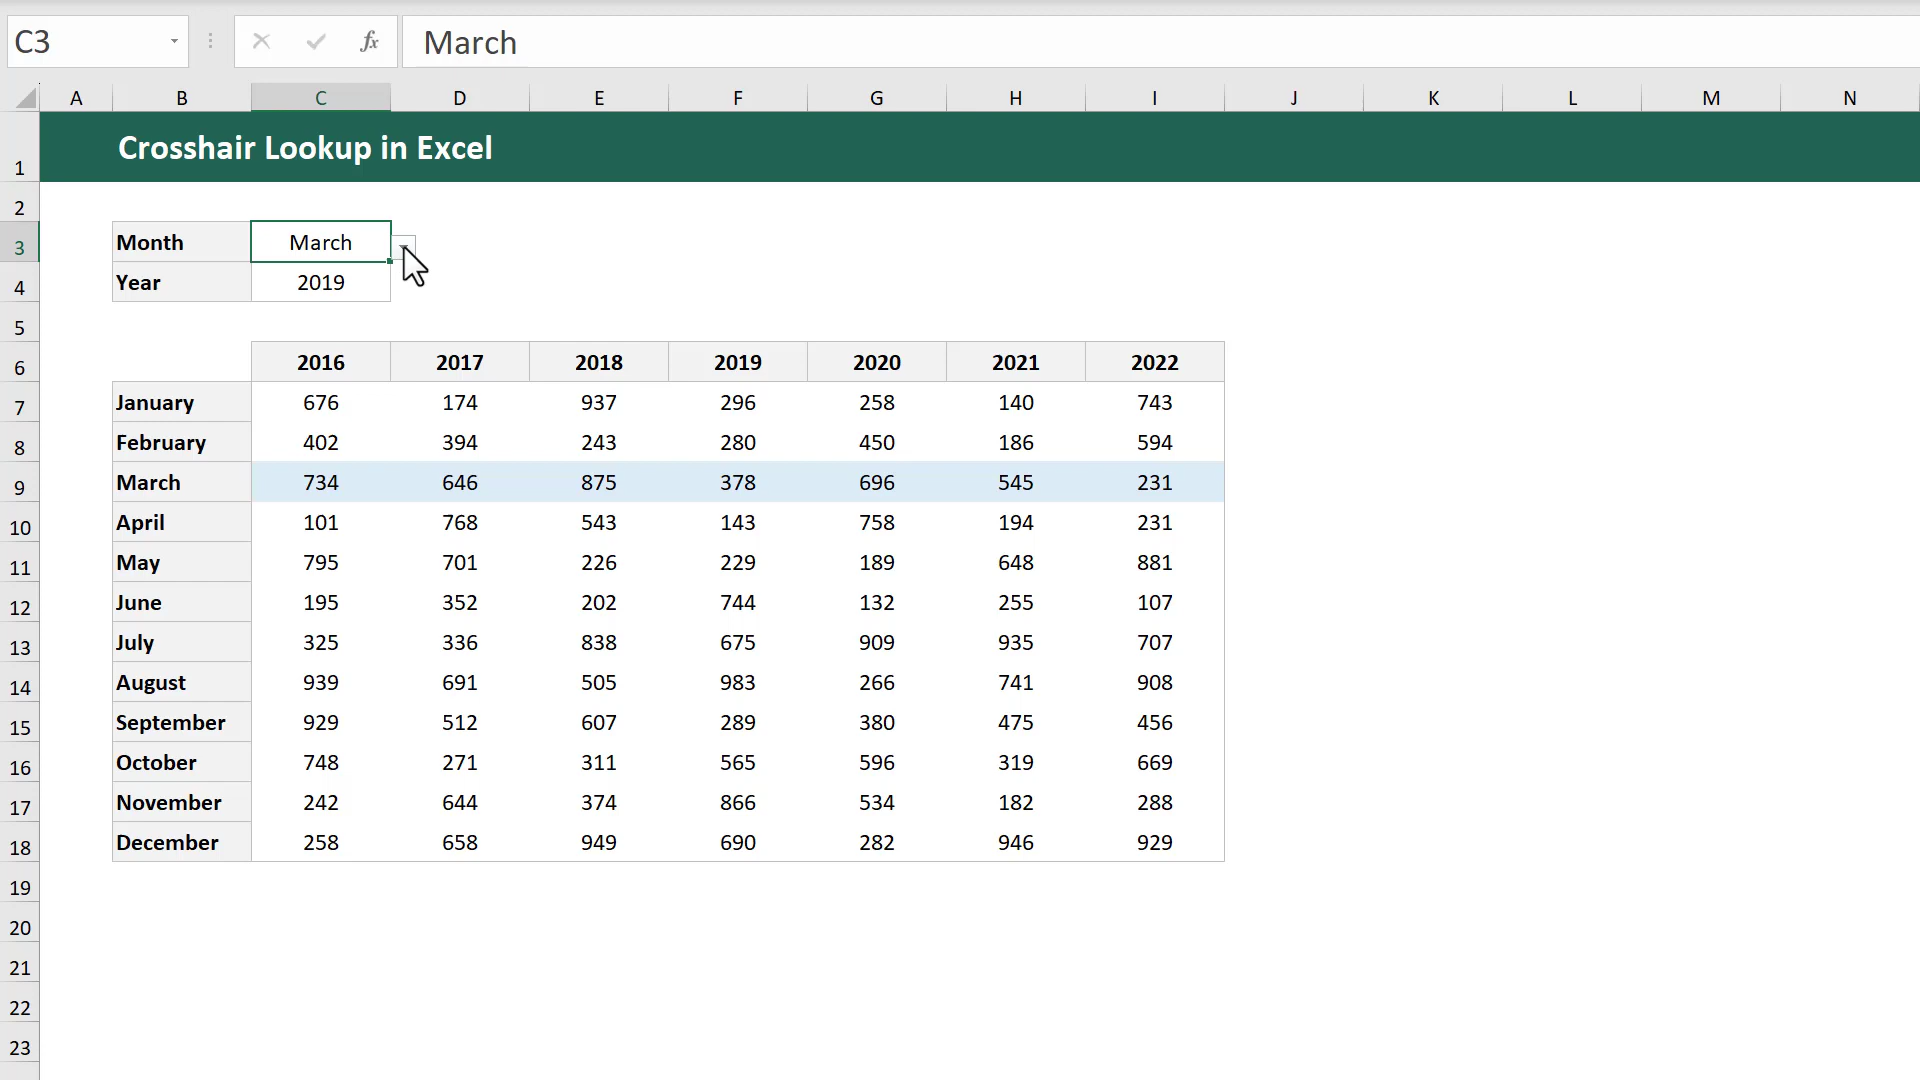 C3 fx March
A B C D E F G H I J K L M N
1 Crosshair Lookup in Excel
2
3 Month March
4 Year 2019
5
6 2016 2017 2018 2019 2020 2021 2022
7 January 676 174 937 296 258 140 743
8 February 402 394 243 280 450 186 594
9 March 734 646 875 378 696 545 231
10 April 101 768 543 143 758 194 231
11 May 795 701 226 229 189 648 881
12 June 195 352 202 744 132 255 107
13 July 325 336 838 675 909 935 707
14 August 939 691 505 983 266 741 908
15 September 929 512 607 289 380 475 456
16 October 748 271 311 565 596 319 669
17 November 242 644 374 866 534 182 288
18 December 258 658 949 690 282 946 929
19
20
21
22
23